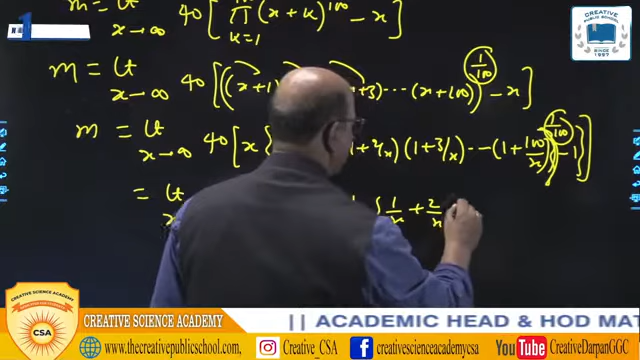 1
m = lt x→∞ 40 [ ∏ k=1 (x + k)^100 − x ]
m = lt x→∞ 40 [ ( (x+1) +3) ⋯ (x+100) )^1/100 − x ]
m = lt x→∞ 40 [ x { 1 + 2/x ) (1 + 3/x) -- (1 + 100/x) )^1/100 − 1 } ]
= lt { 1/x + 2/x
CREATIVE
PUBLIC SCHOOL
SINCE 1997
CREATIVE SCIENCE ACADEMY
CSA
CREATIVE SCIENCE ACADEMY || ACADEMIC HEAD & HOD MAT
www.thecreativepublicschool.com/ Creative_CSA creativescienceacademycsa YouTube CreativeDarpanGGC